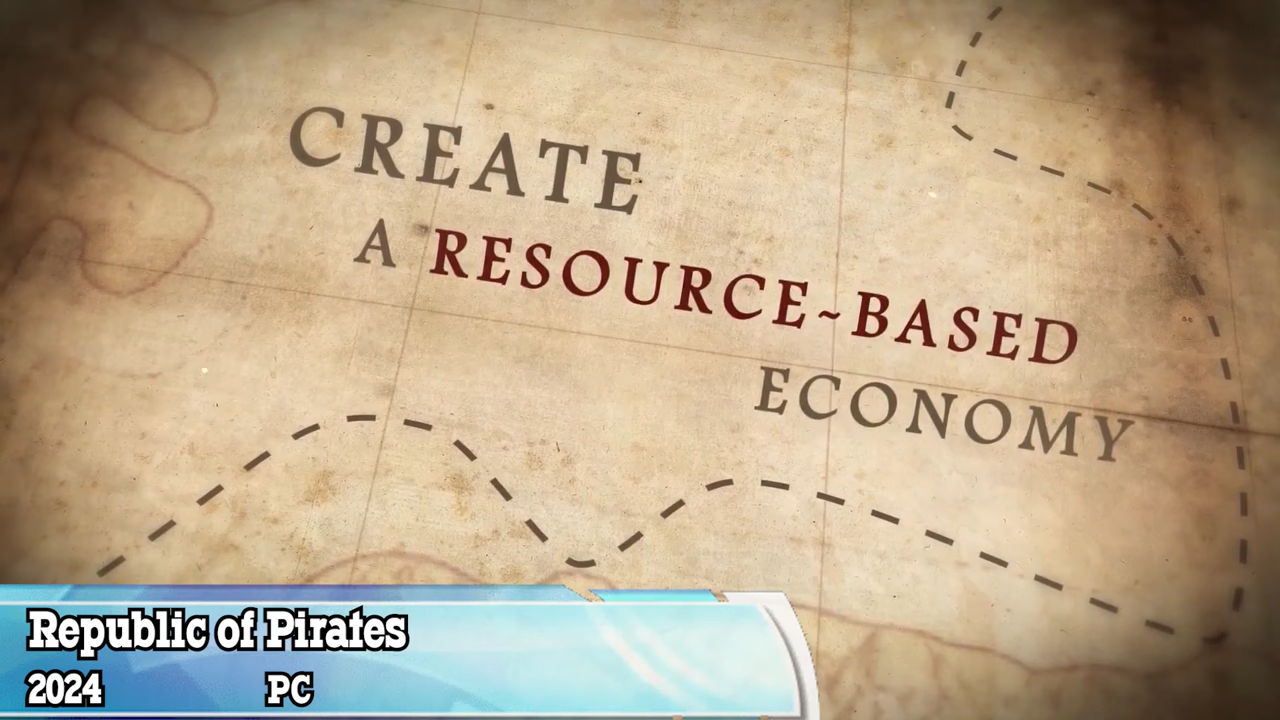 CREATE
A RESOURCE~BASED
ECONOMY
Republic of Pirates
2024 PC